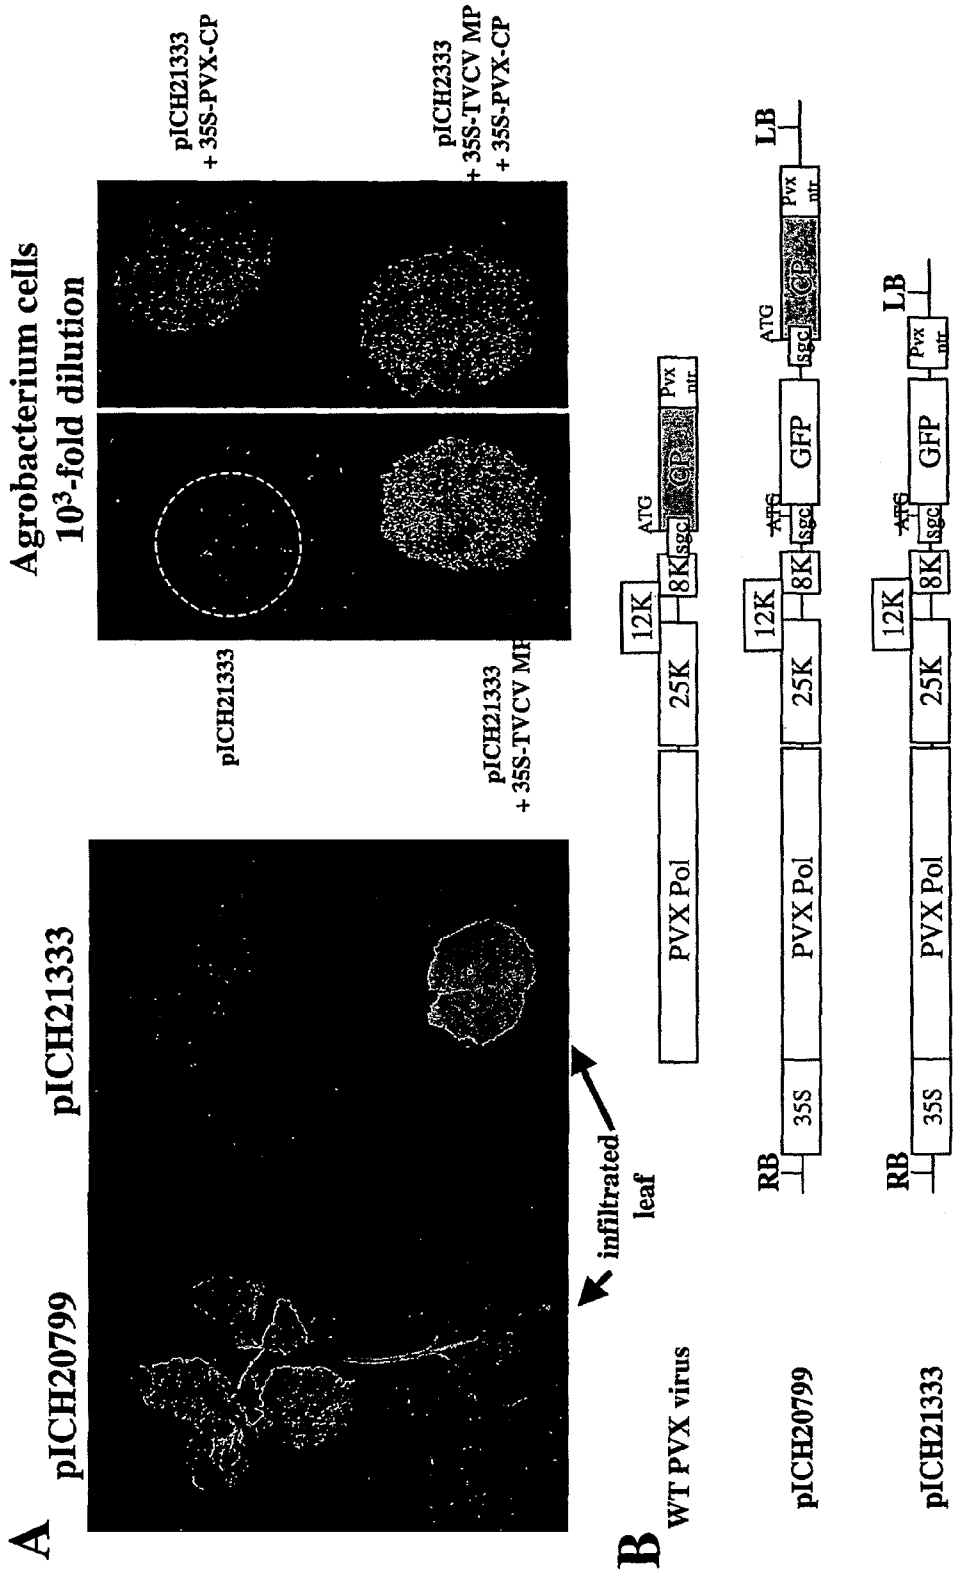 A
pICH20799
pICH21333
infiltrated
leaf
Agrobacterium cells
10³-fold dilution
pICH21333
pICH21333
+ 35S-TVCV MP
pICH21333
+ 35S-PVX-CP
pICH2333
+ 35S-TVCV MP
+ 35S-PVX-CP
B
WT PVX virus
PVX Pol
25K
12K
8K
sgc
ATG
CP
Pvx
ntr
pICH20799
RB
35S
PVX Pol
25K
12K
8K
sgc
ATG
GFP
sgc
ATG
CP
Pvx
ntr
LB
pICH21333
RB
35S
PVX Pol
25K
12K
8K
sgc
ATG
GFP
Pvx
ntr
LB